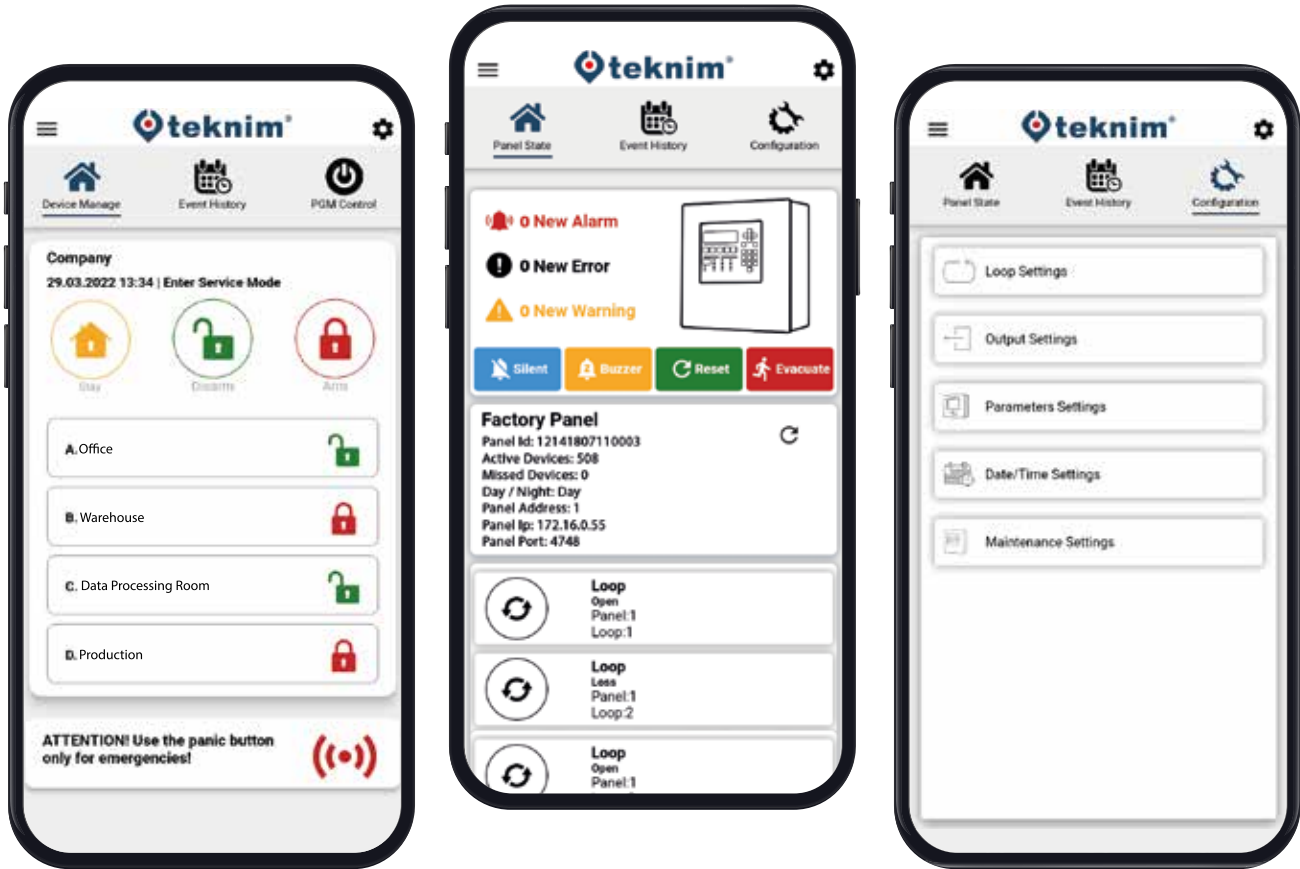 teknim®
Device Manage
Event History
PGM Control
Company
29.03.2022 13:34 | Enter Service Mode
Stay
Disarm
Arm
A. Office
B. Warehouse
C. Data Processing Room
D. Production
ATTENTION! Use the panic button
only for emergencies!
teknim®
Panel State
Event History
Configuration
0 New Alarm
0 New Error
0 New Warning
Silent
Buzzer
Reset
Evacuate
Factory Panel
Panel Id: 12141807110003
Active Devices: 508
Missed Devices: 0
Day / Night: Day
Panel Address: 1
Panel Ip: 172.16.0.55
Panel Port: 4748
Loop
Open
Panel:1
Loop:1
Loop
Less
Panel:1
Loop:2
Loop
Open
Panel:1
teknim®
Panel State
Event History
Configuration
Loop Settings
Output Settings
Parameters Settings
Date/Time Settings
Maintenance Settings